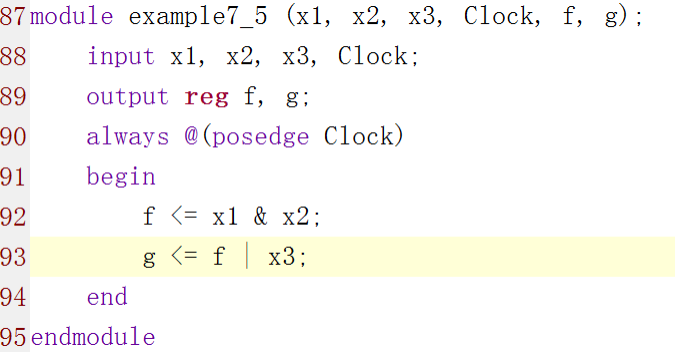 87module example7_5 (x1, x2, x3, Clock, f, g);
88    input x1, x2, x3, Clock;
89    output reg f, g;
90    always @(posedge Clock)
91    begin
92        f <= x1 & x2;
93        g <= f | x3;
94    end
95endmodule